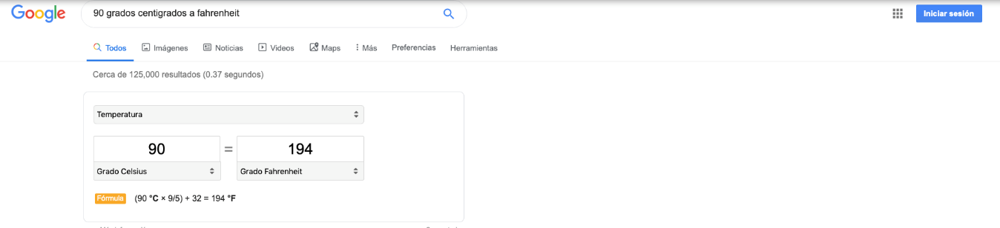 Google 90 grados centigrados a fahrenheit Iniciar sesión
Todos Imágenes Noticias Videos Maps Más Preferencias Herramientas
Cerca de 125,000 resultados (0.37 segundos)
Temperatura
90 = 194
Grado Celsius Grado Fahrenheit
Fórmula (90 °C × 9/5) + 32 = 194 °F